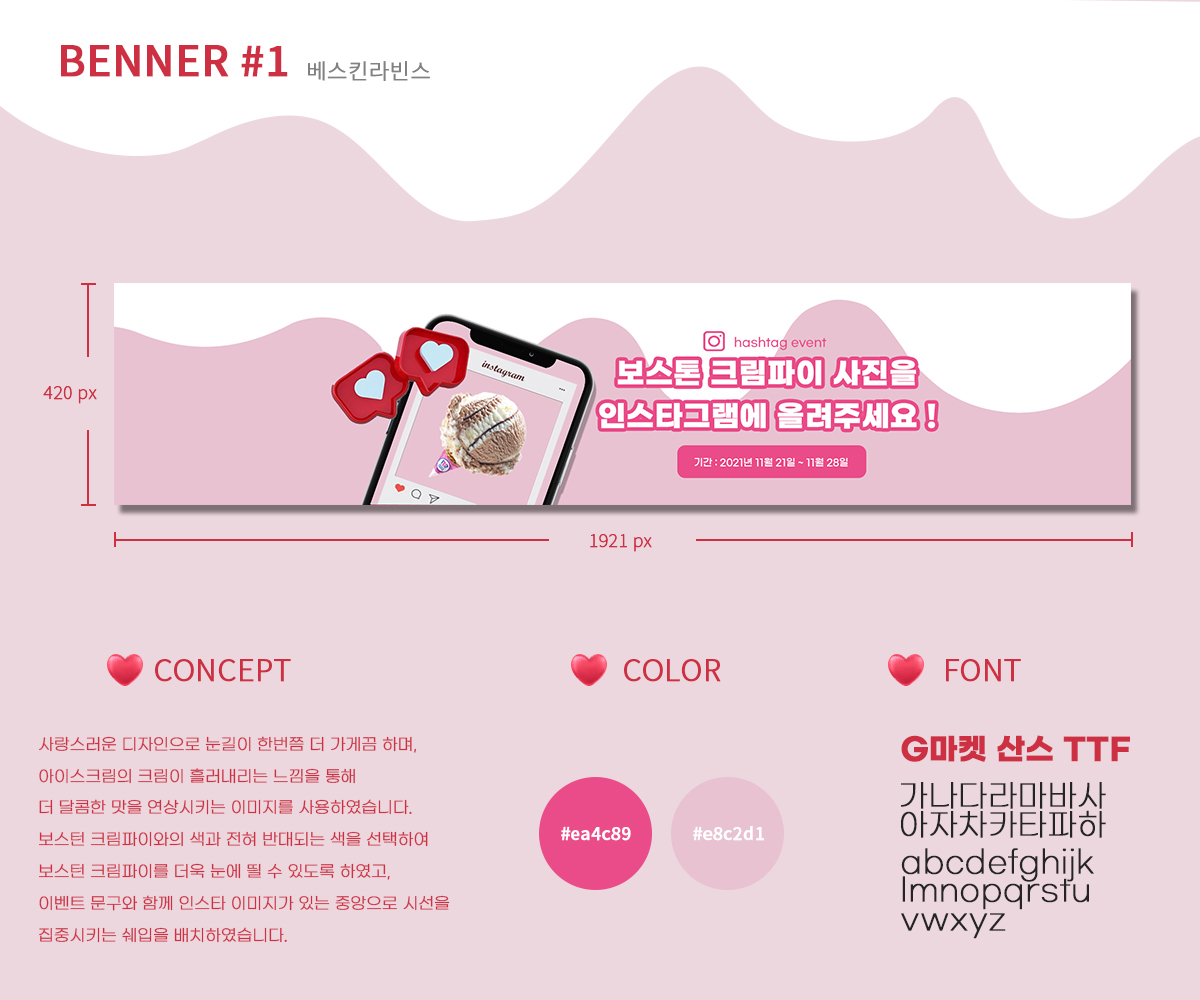 BENNER #1 베스킨라빈스
420 px
instagram
hashtag event
보스톤 크림파이 사진을
인스타그램에 올려주세요 !
기간 : 2021년 11월 21일 ~ 11월 28일
1921 px
CONCEPT
사랑스러운 디자인으로 눈길이 한번쯤 더 가게끔 하며,
아이스크림의 크림이 흘러내리는 느낌을 통해
더 달콤한 맛을 연상시키는 이미지를 사용하였습니다.
보스턴 크림파이와의 색과 전혀 반대되는 색을 선택하여
보스턴 크림파이를 더욱 눈에 띌 수 있도록 하였고,
이벤트 문구와 함께 인스타 이미지가 있는 중앙으로 시선을
집중시키는 쉐입을 배치하였습니다.
COLOR
#ea4c89 #e8c2d1
FONT
G마켓 산스 TTF
가나다라마바사
아자차카타파하
abcdefghijk
lmnopqrstu
vwxyz